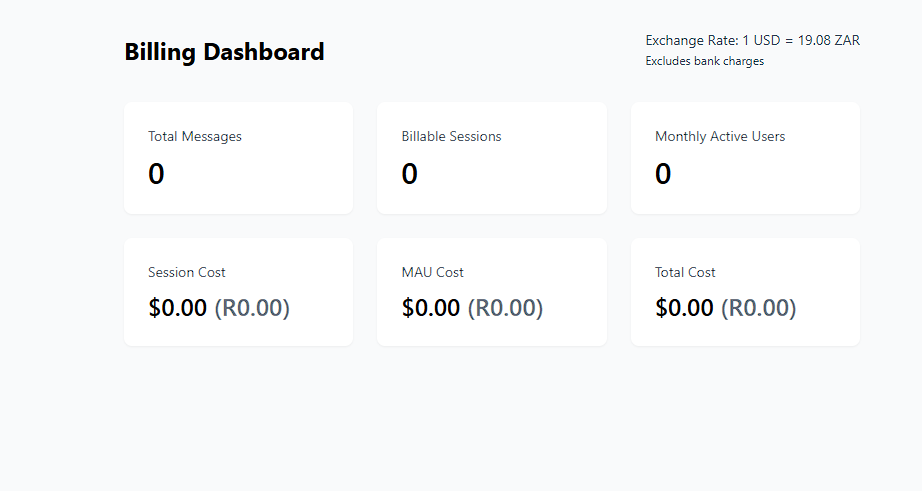 Billing Dashboard
Exchange Rate: 1 USD = 19.08 ZAR
Excludes bank charges
Total Messages
0
Billable Sessions
0
Monthly Active Users
0
Session Cost
$0.00 (R0.00)
MAU Cost
$0.00 (R0.00)
Total Cost
$0.00 (R0.00)